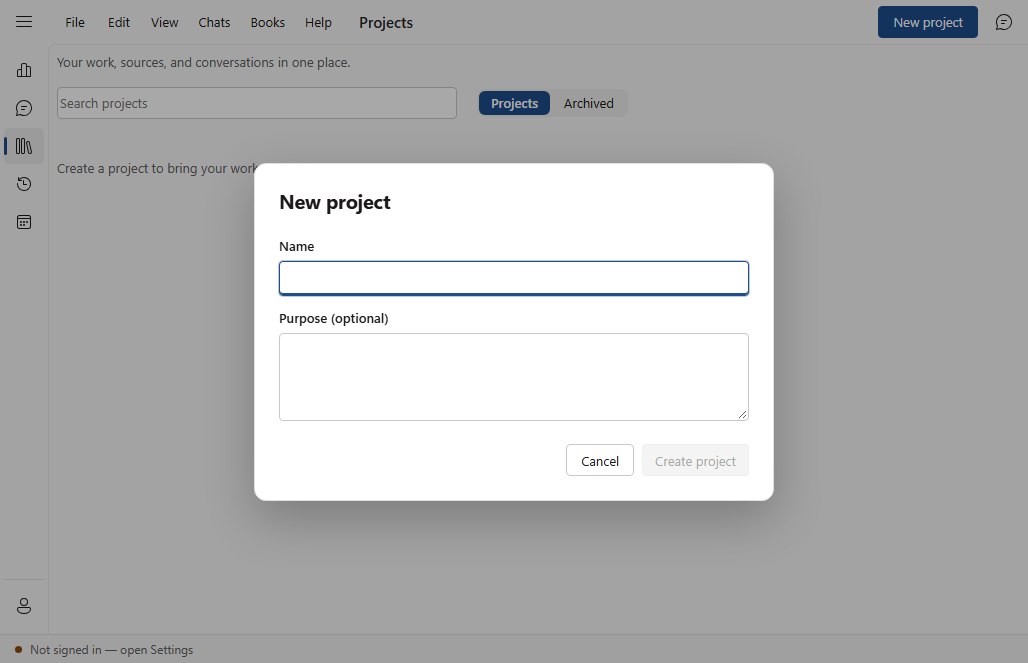 File Edit View Chats Books Help Projects New project
Your work, sources, and conversations in one place.
Search projects Projects Archived
Create a project to bring your work
New project
Name
Purpose (optional)
Cancel Create project
Not signed in — open Settings